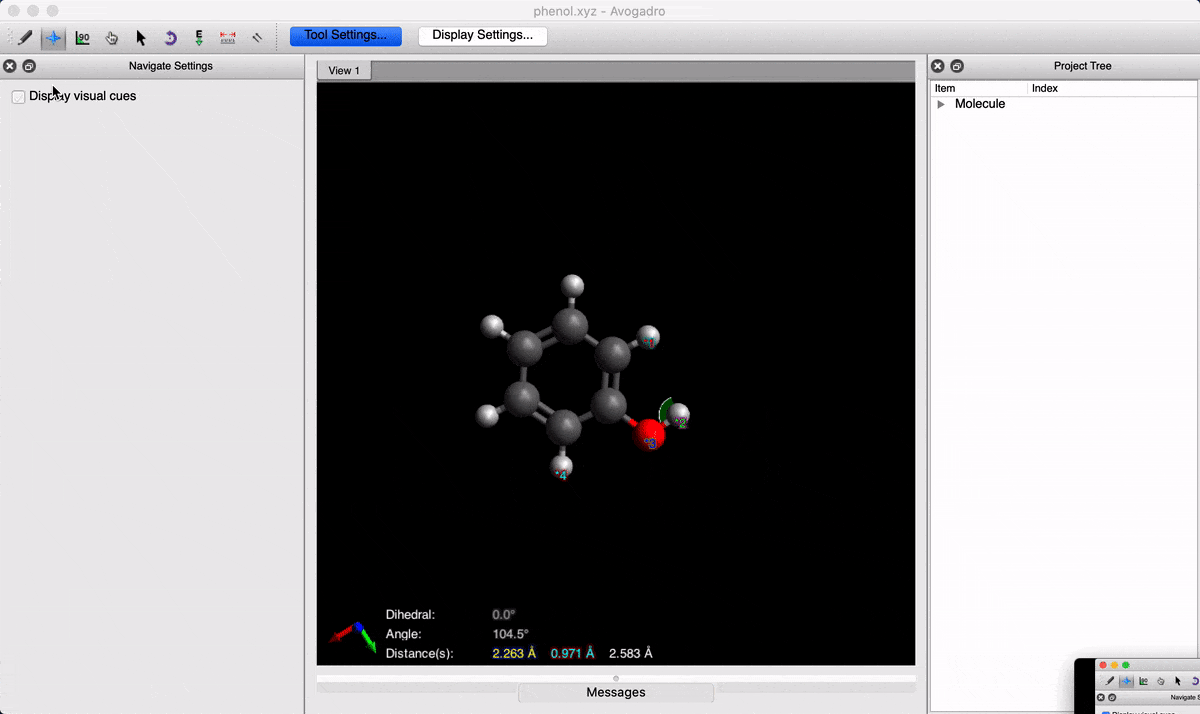 phenol.xyz - Avogadro
90 E Tool Settings... Display Settings...
Navigate Settings
Display visual cues
View 1
*1
*2
*3
*4
Dihedral: 0.0°
Angle: 104.5°
Distance(s): 2.263 Å 0.971 Å 2.583 Å
Messages
Project Tree
Item Index
Molecule
Navigate S
Display visual cues